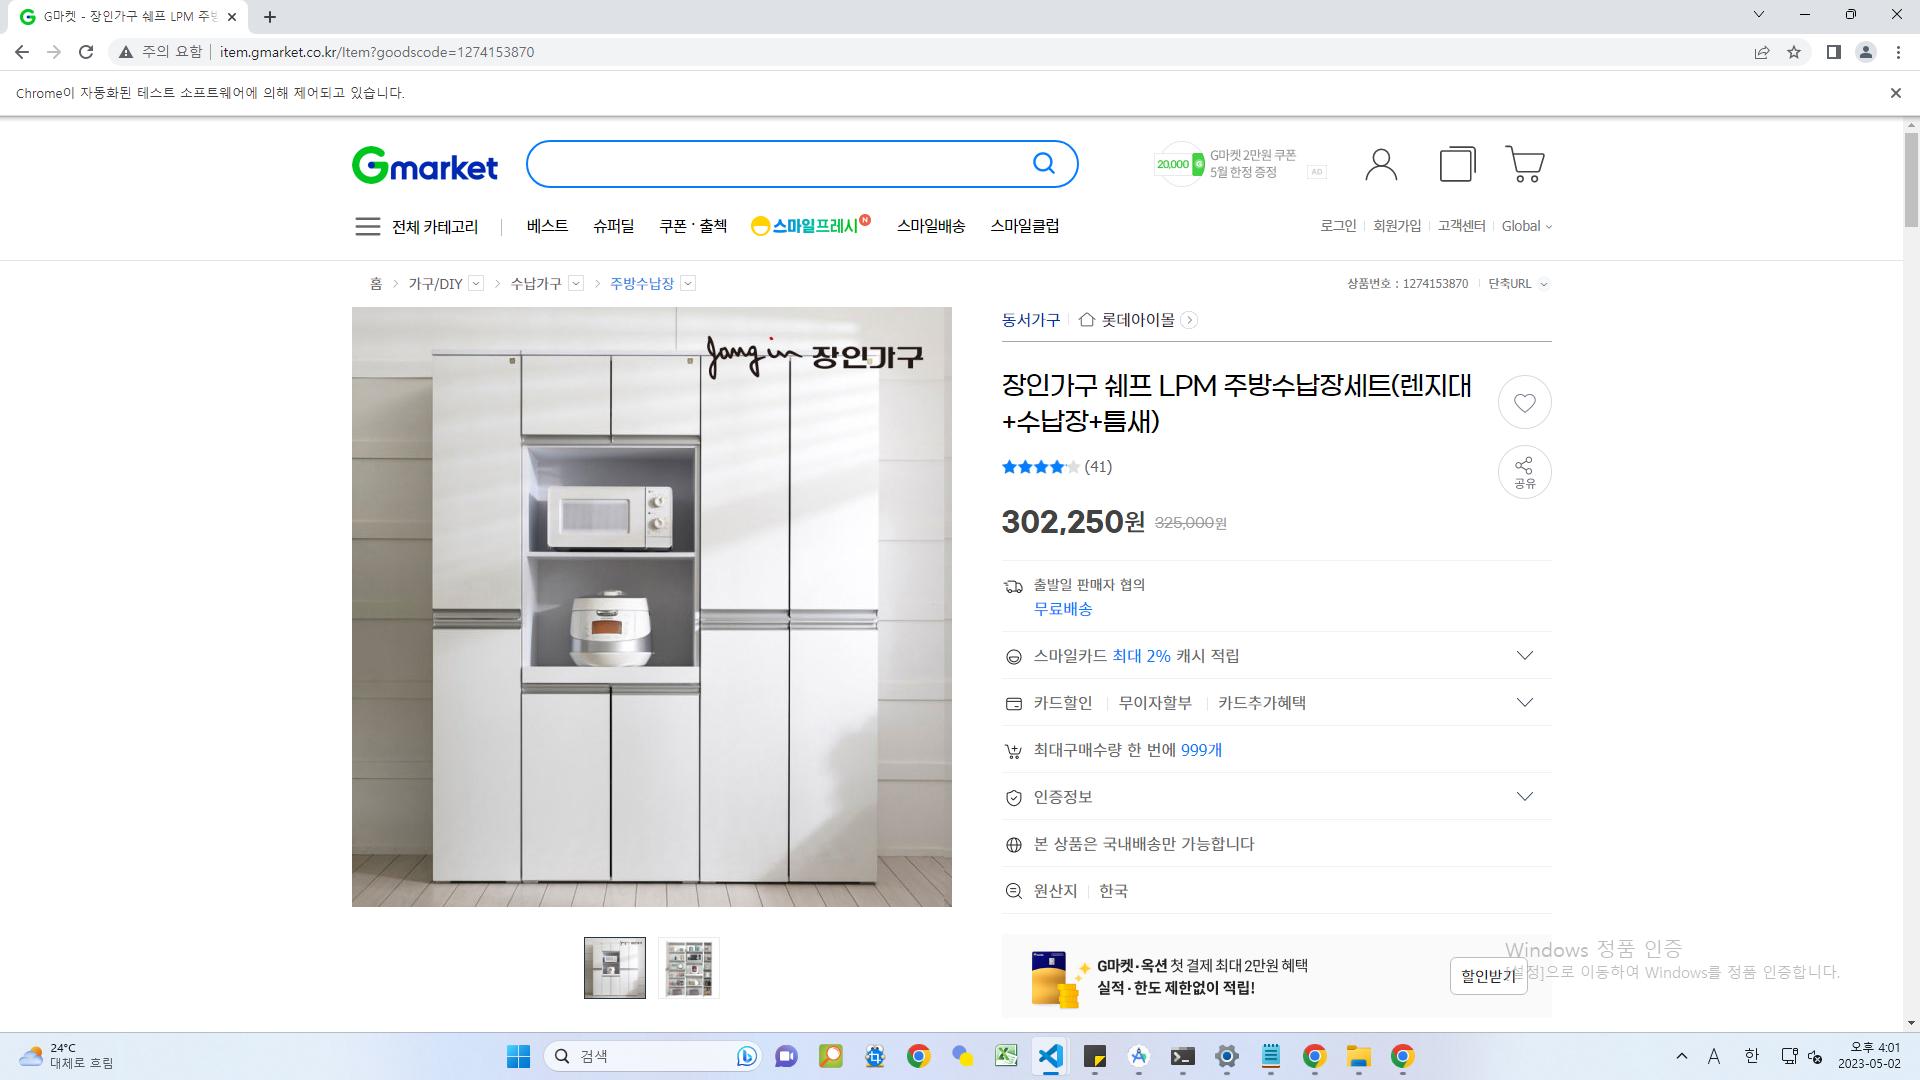 G마켓 - 장인가구 쉐프 LPM 주방
주의 요함 item.gmarket.co.kr/Item?goodscode=1274153870
Chrome이 자동화된 테스트 소프트웨어에 의해 제어되고 있습니다.
Gmarket
20,000 G G마켓 2만원 쿠폰
5월 한정 증정 AD
전체 카테고리 베스트 슈퍼딜 쿠폰·출첵 스마일프레시 N 스마일배송 스마일클럽
로그인 회원가입 고객센터 Global
홈 가구/DIY 수납가구 주방수납장
상품번호 : 1274153870 단축URL
Jang in 장인가구
동서가구 롯데아이몰
장인가구 쉐프 LPM 주방수납장세트(렌지대
+수납장+틈새)
(41)
공유
302,250원 325,000원
출발일 판매자 협의
무료배송
스마일카드 최대 2% 캐시 적립
카드할인 무이자할부 카드추가혜택
최대구매수량 한 번에 999개
인증정보
본 상품은 국내배송만 가능합니다
원산지 한국
G마켓·옥션 첫 결제 최대 2만원 혜택
실적·한도 제한없이 적립!
할인받기
Windows 정품 인증
[설정]으로 이동하여 Windows를 정품 인증합니다.
24°C
대체로 흐림
검색
A 한
오후 4:01
2023-05-02